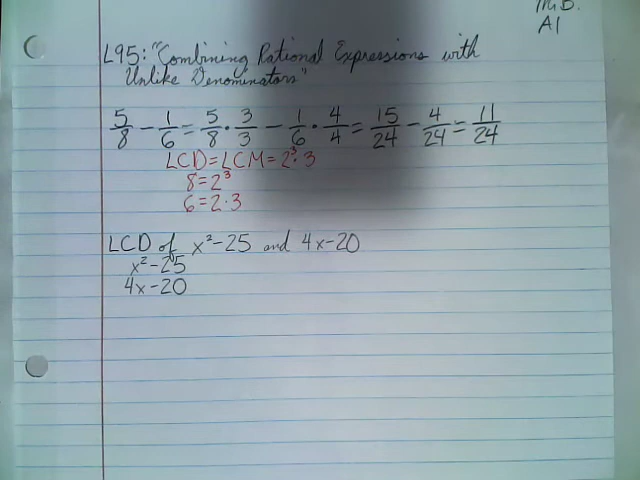 A1
L95: "Combining Rational Expressions with
Unlike Denominators"
5/8 - 1/6 = 5/8 · 3/3 - 1/6 · 4/4 = 15/24 - 4/24 = 11/24
LCD = LCM = 2³· 3
8 = 2³
6 = 2 · 3
LCD of x² - 25 and 4x - 20
x² - 25
4x - 20